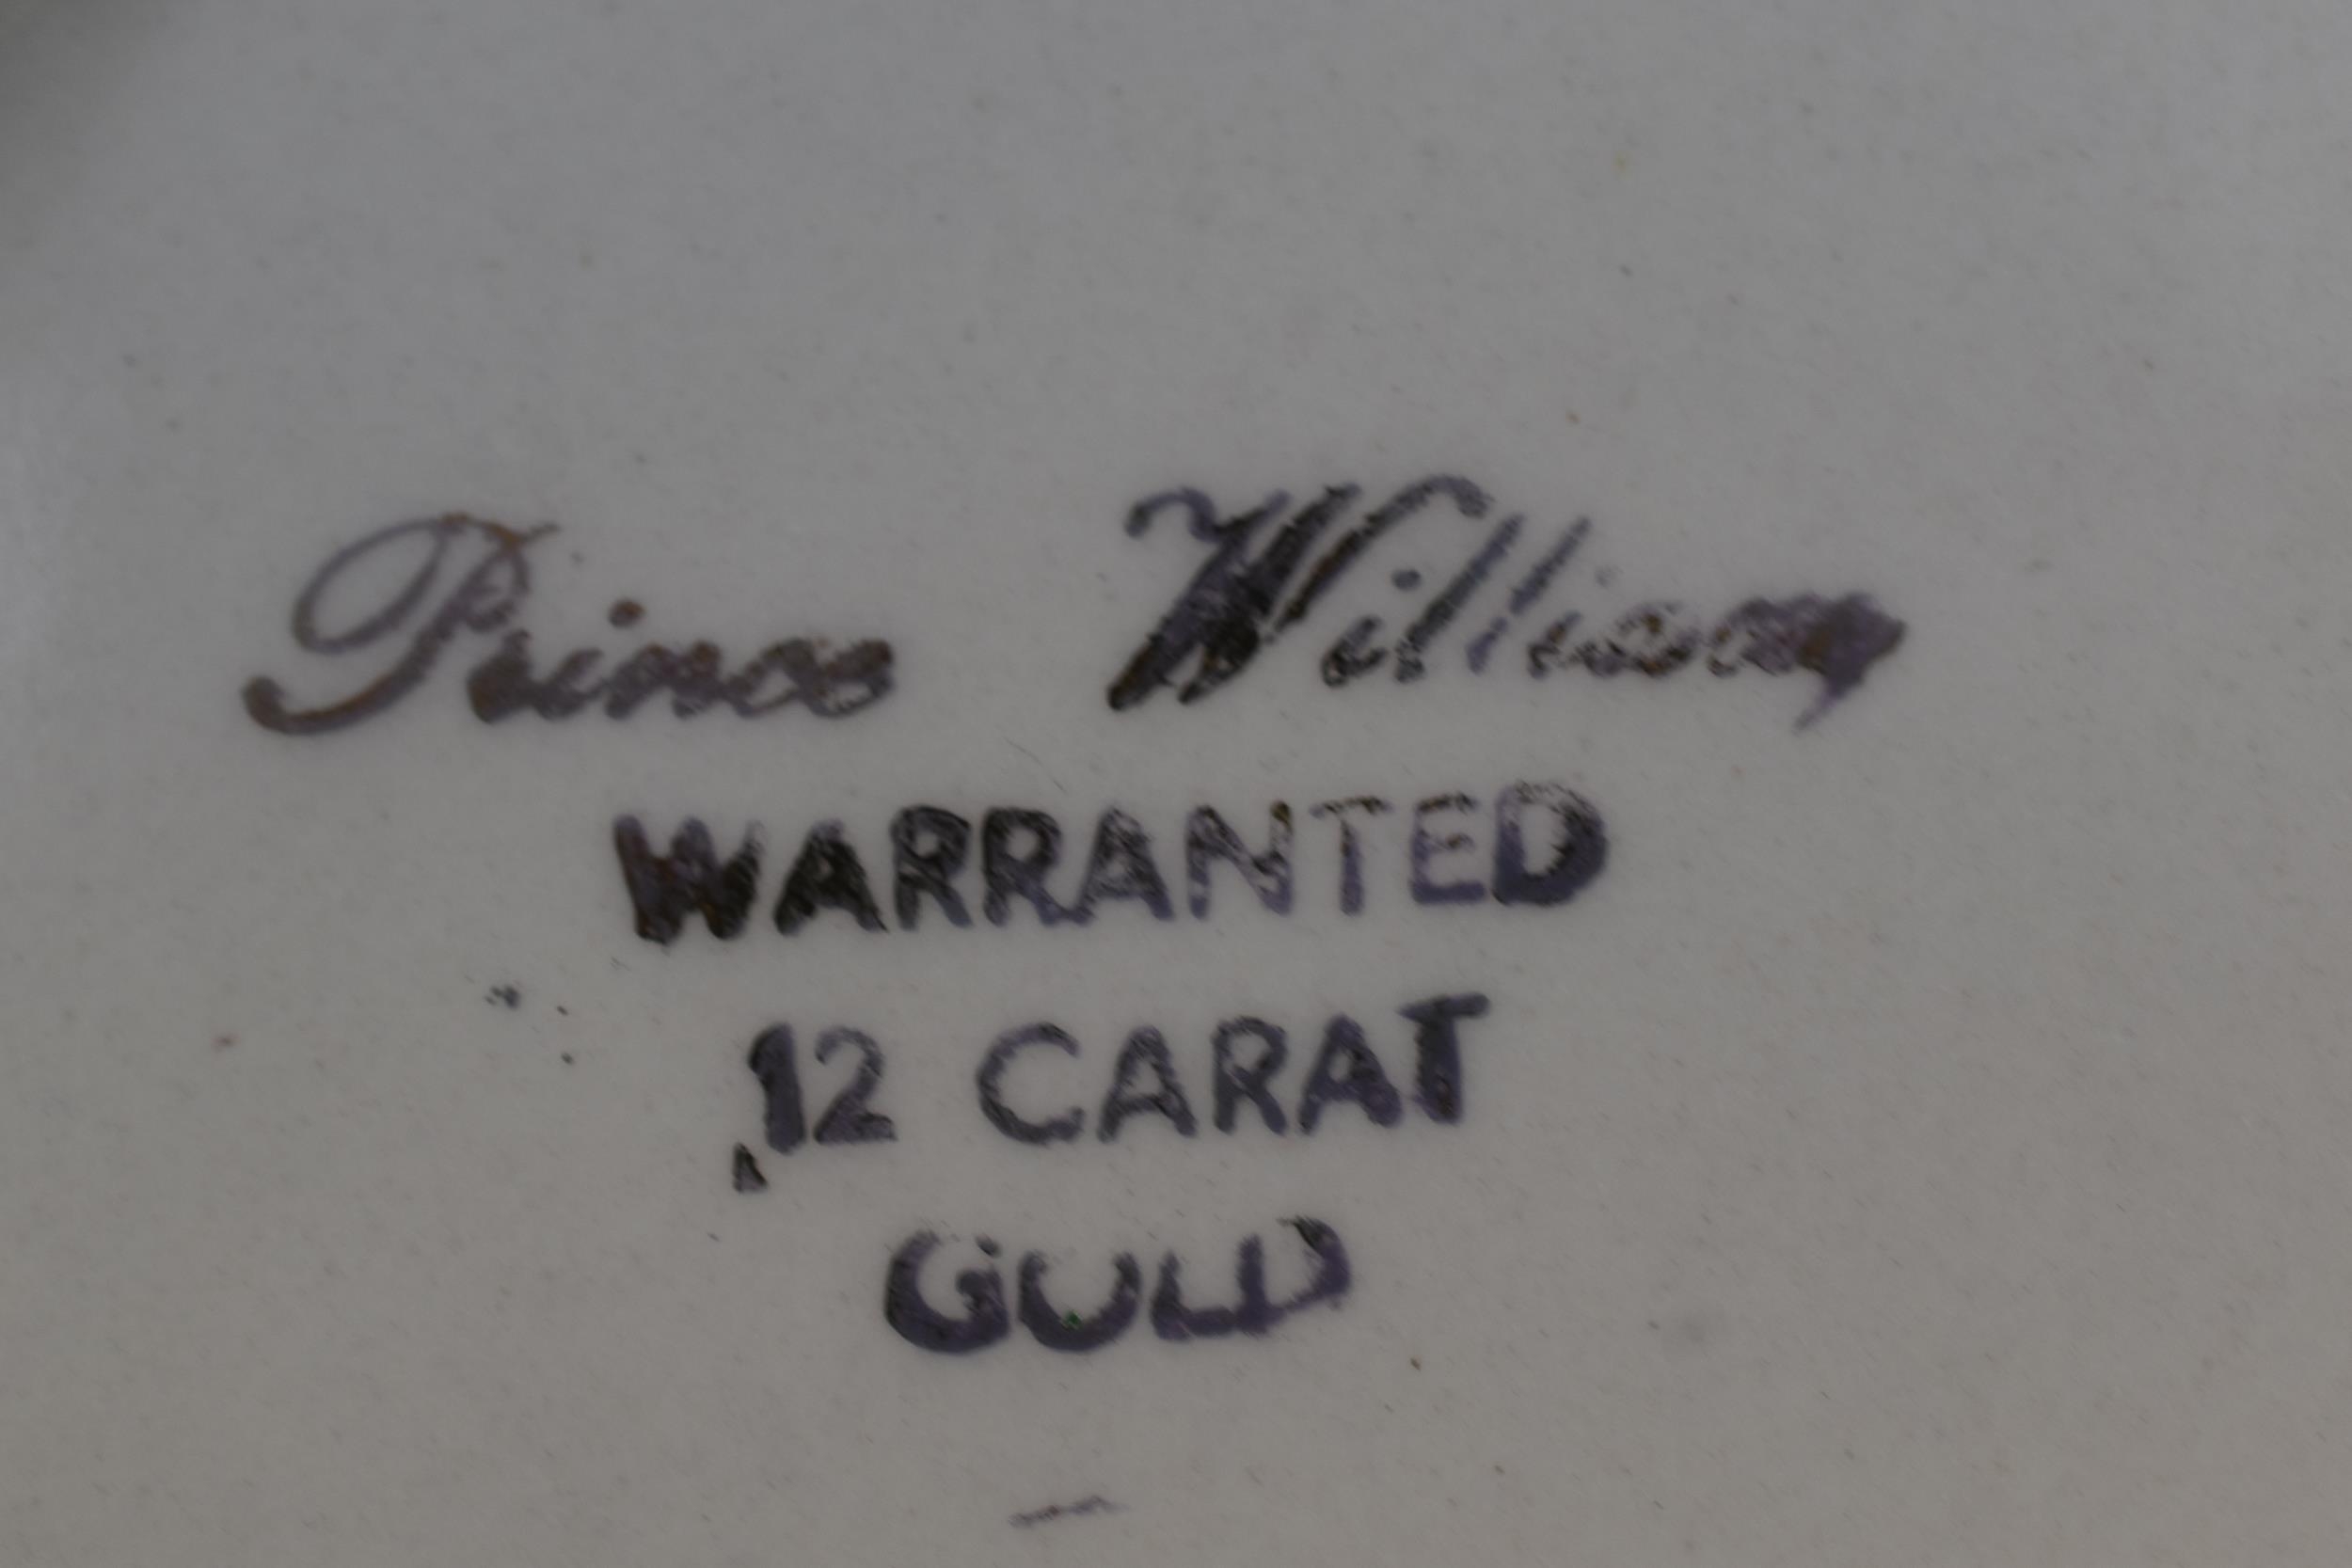 Prince William
WARRANTED
12 CARAT
GOLD